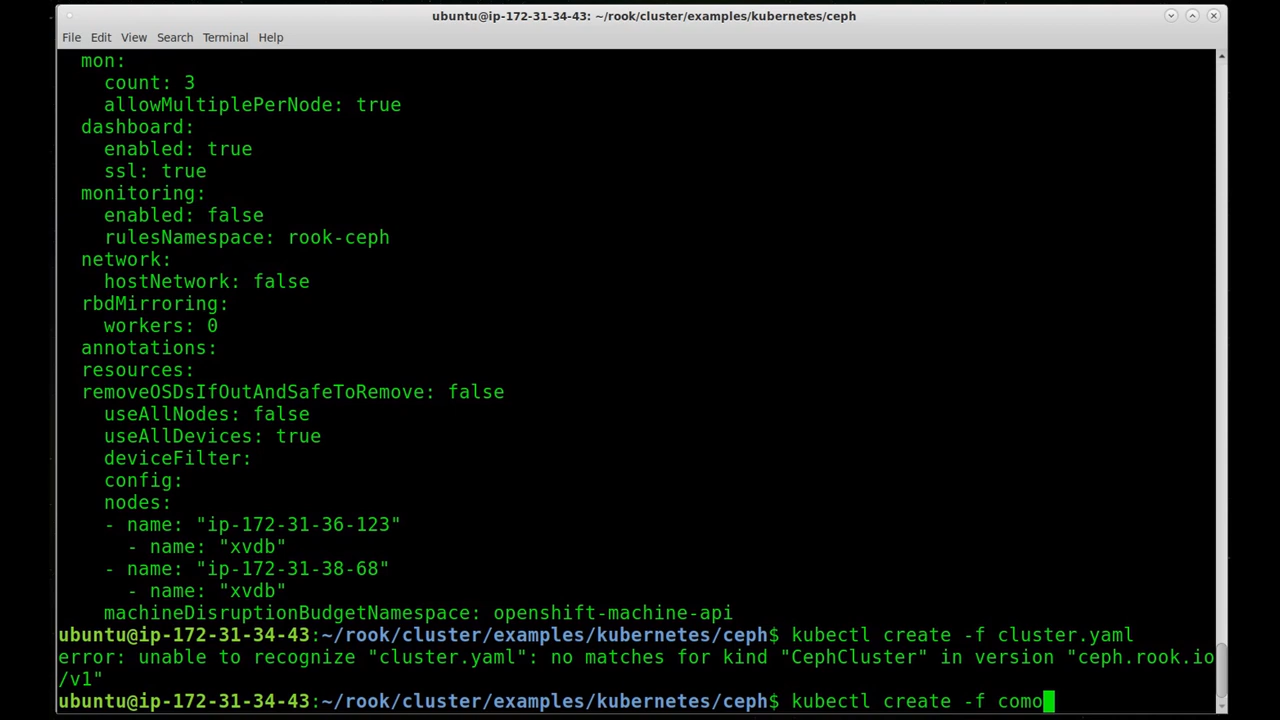 ubuntu@ip-172-31-34-43: ~/rook/cluster/examples/kubernetes/ceph
File Edit View Search Terminal Help
  mon:
    count: 3
    allowMultiplePerNode: true
  dashboard:
    enabled: true
    ssl: true
  monitoring:
    enabled: false
    rulesNamespace: rook-ceph
  network:
    hostNetwork: false
  rbdMirroring:
    workers: 0
  annotations:
  resources:
  removeOSDsIfOutAndSafeToRemove: false
    useAllNodes: false
    useAllDevices: true
    deviceFilter:
    config:
    nodes:
    - name: "ip-172-31-36-123"
      - name: "xvdb"
    - name: "ip-172-31-38-68"
      - name: "xvdb"
    machineDisruptionBudgetNamespace: openshift-machine-api
ubuntu@ip-172-31-34-43:~/rook/cluster/examples/kubernetes/ceph$ kubectl create -f cluster.yaml
error: unable to recognize "cluster.yaml": no matches for kind "CephCluster" in version "ceph.rook.io
/v1"
ubuntu@ip-172-31-34-43:~/rook/cluster/examples/kubernetes/ceph$ kubectl create -f como